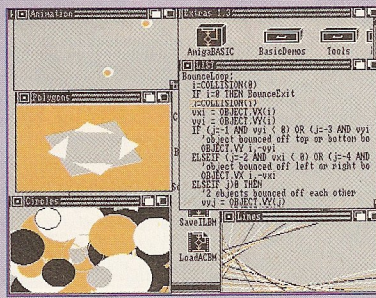 Animation
Extras 1.3
AmigaBASIC
BasicDemos
Tools
LIST
BounceLoop:
i=COLLISION(0)
IF i=0 THEN BounceExit
j=COLLISION(i)
vxi = OBJECT.VX(i)
vyi = OBJECT.VY(i)
IF (j=-1 AND vyi < 0) OR (j=-3 AND vyi
'object bounced off top or bottom bo
OBJECT.VY i,-vyi
ELSEIF (j=-2 AND vxi < 0) OR (j=-4 AND
'object bounced off left or right bo
OBJECT.VX i,-vxi
ELSEIF j>0 THEN
'2 objects bounced off each other
vyj = OBJECT.VY(j)
Polygons
Circles
SaveILBM
LoadACBM
Lines